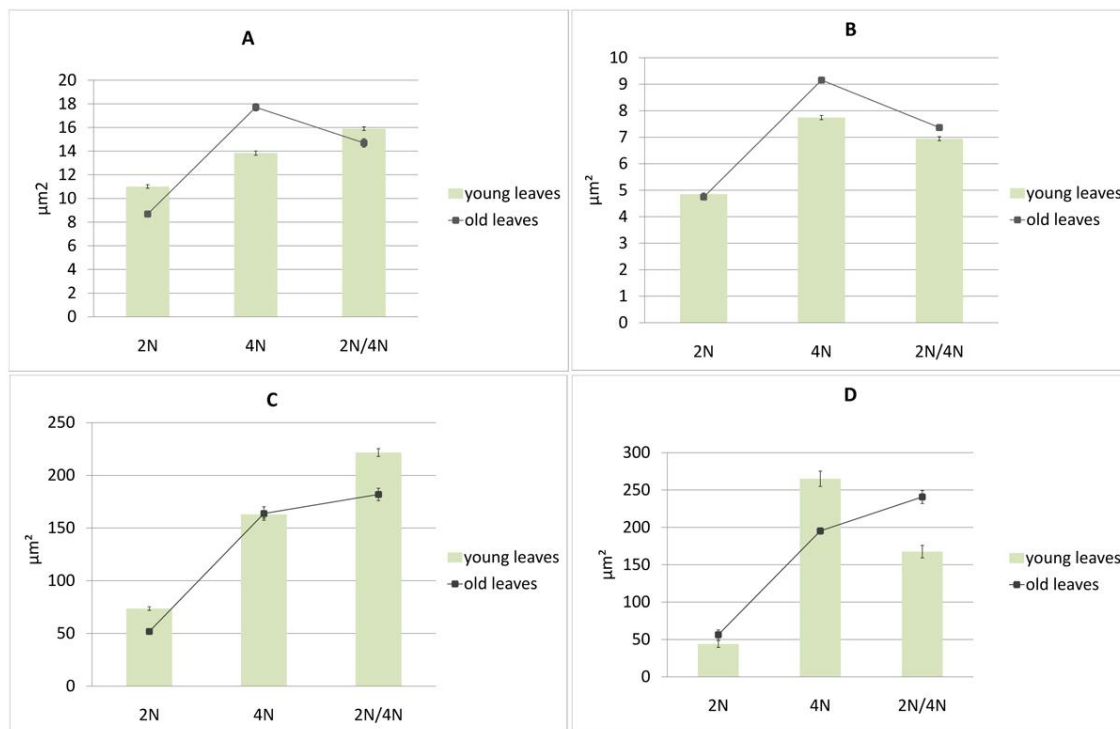 A
20
18
16
14
12
10
8
6
4
2
0
µm2
2N 4N 2N/4N
young leaves
old leaves
B
10
9
8
7
6
5
4
3
2
1
0
µm²
2N 4N 2N/4N
young leaves
old leaves
C
250
200
150
100
50
0
µm²
2N 4N 2N/4N
young leaves
old leaves
D
300
250
200
150
100
50
0
µm²
2N 4N 2N/4N
young leaves
old leaves